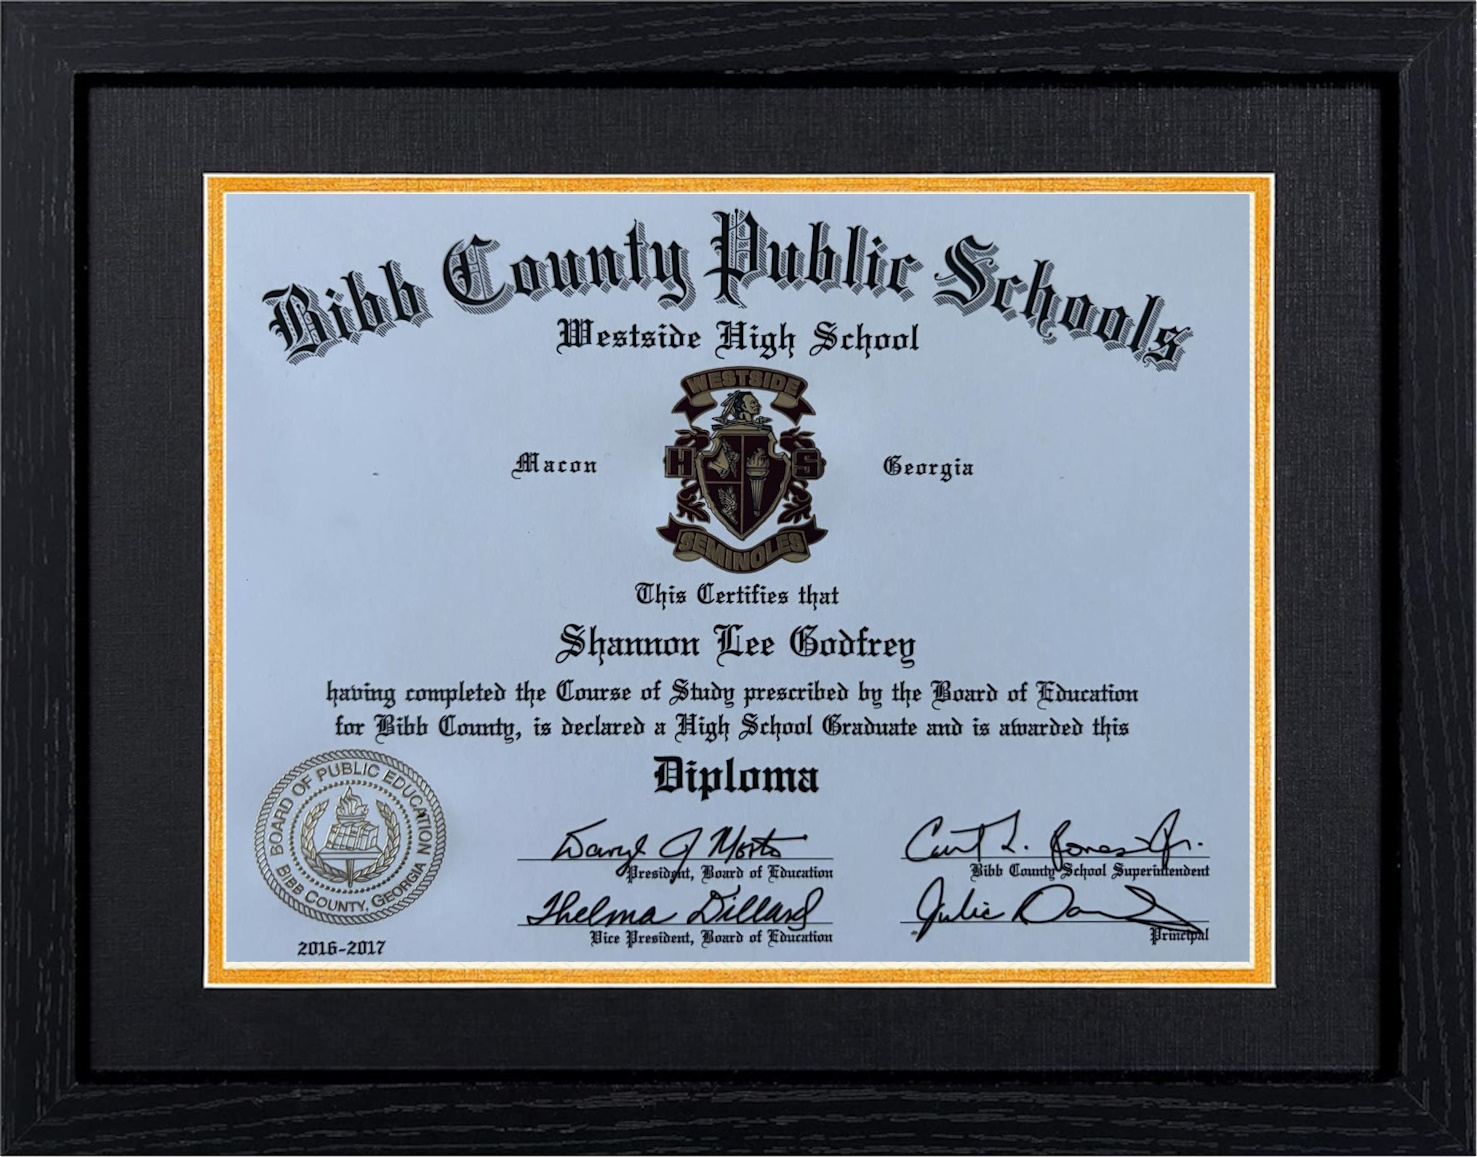 Bibb County Public Schools
Westside High School
WESTSIDE
Macon
H S
Georgia
SEMINOLES
This Certifies that
Shannon Lee Godfrey
having completed the Course of Study prescribed by the Board of Education
for Bibb County, is declared a High School Graduate and is awarded this
Diploma
BOARD OF PUBLIC EDUCATION
BIBB COUNTY, GEORGIA
2016-2017
President, Board of Education
Thelma Dillard
Vice President, Board of Education
Curt L. Jones Jr.
Bibb County School Superintendent
Principal